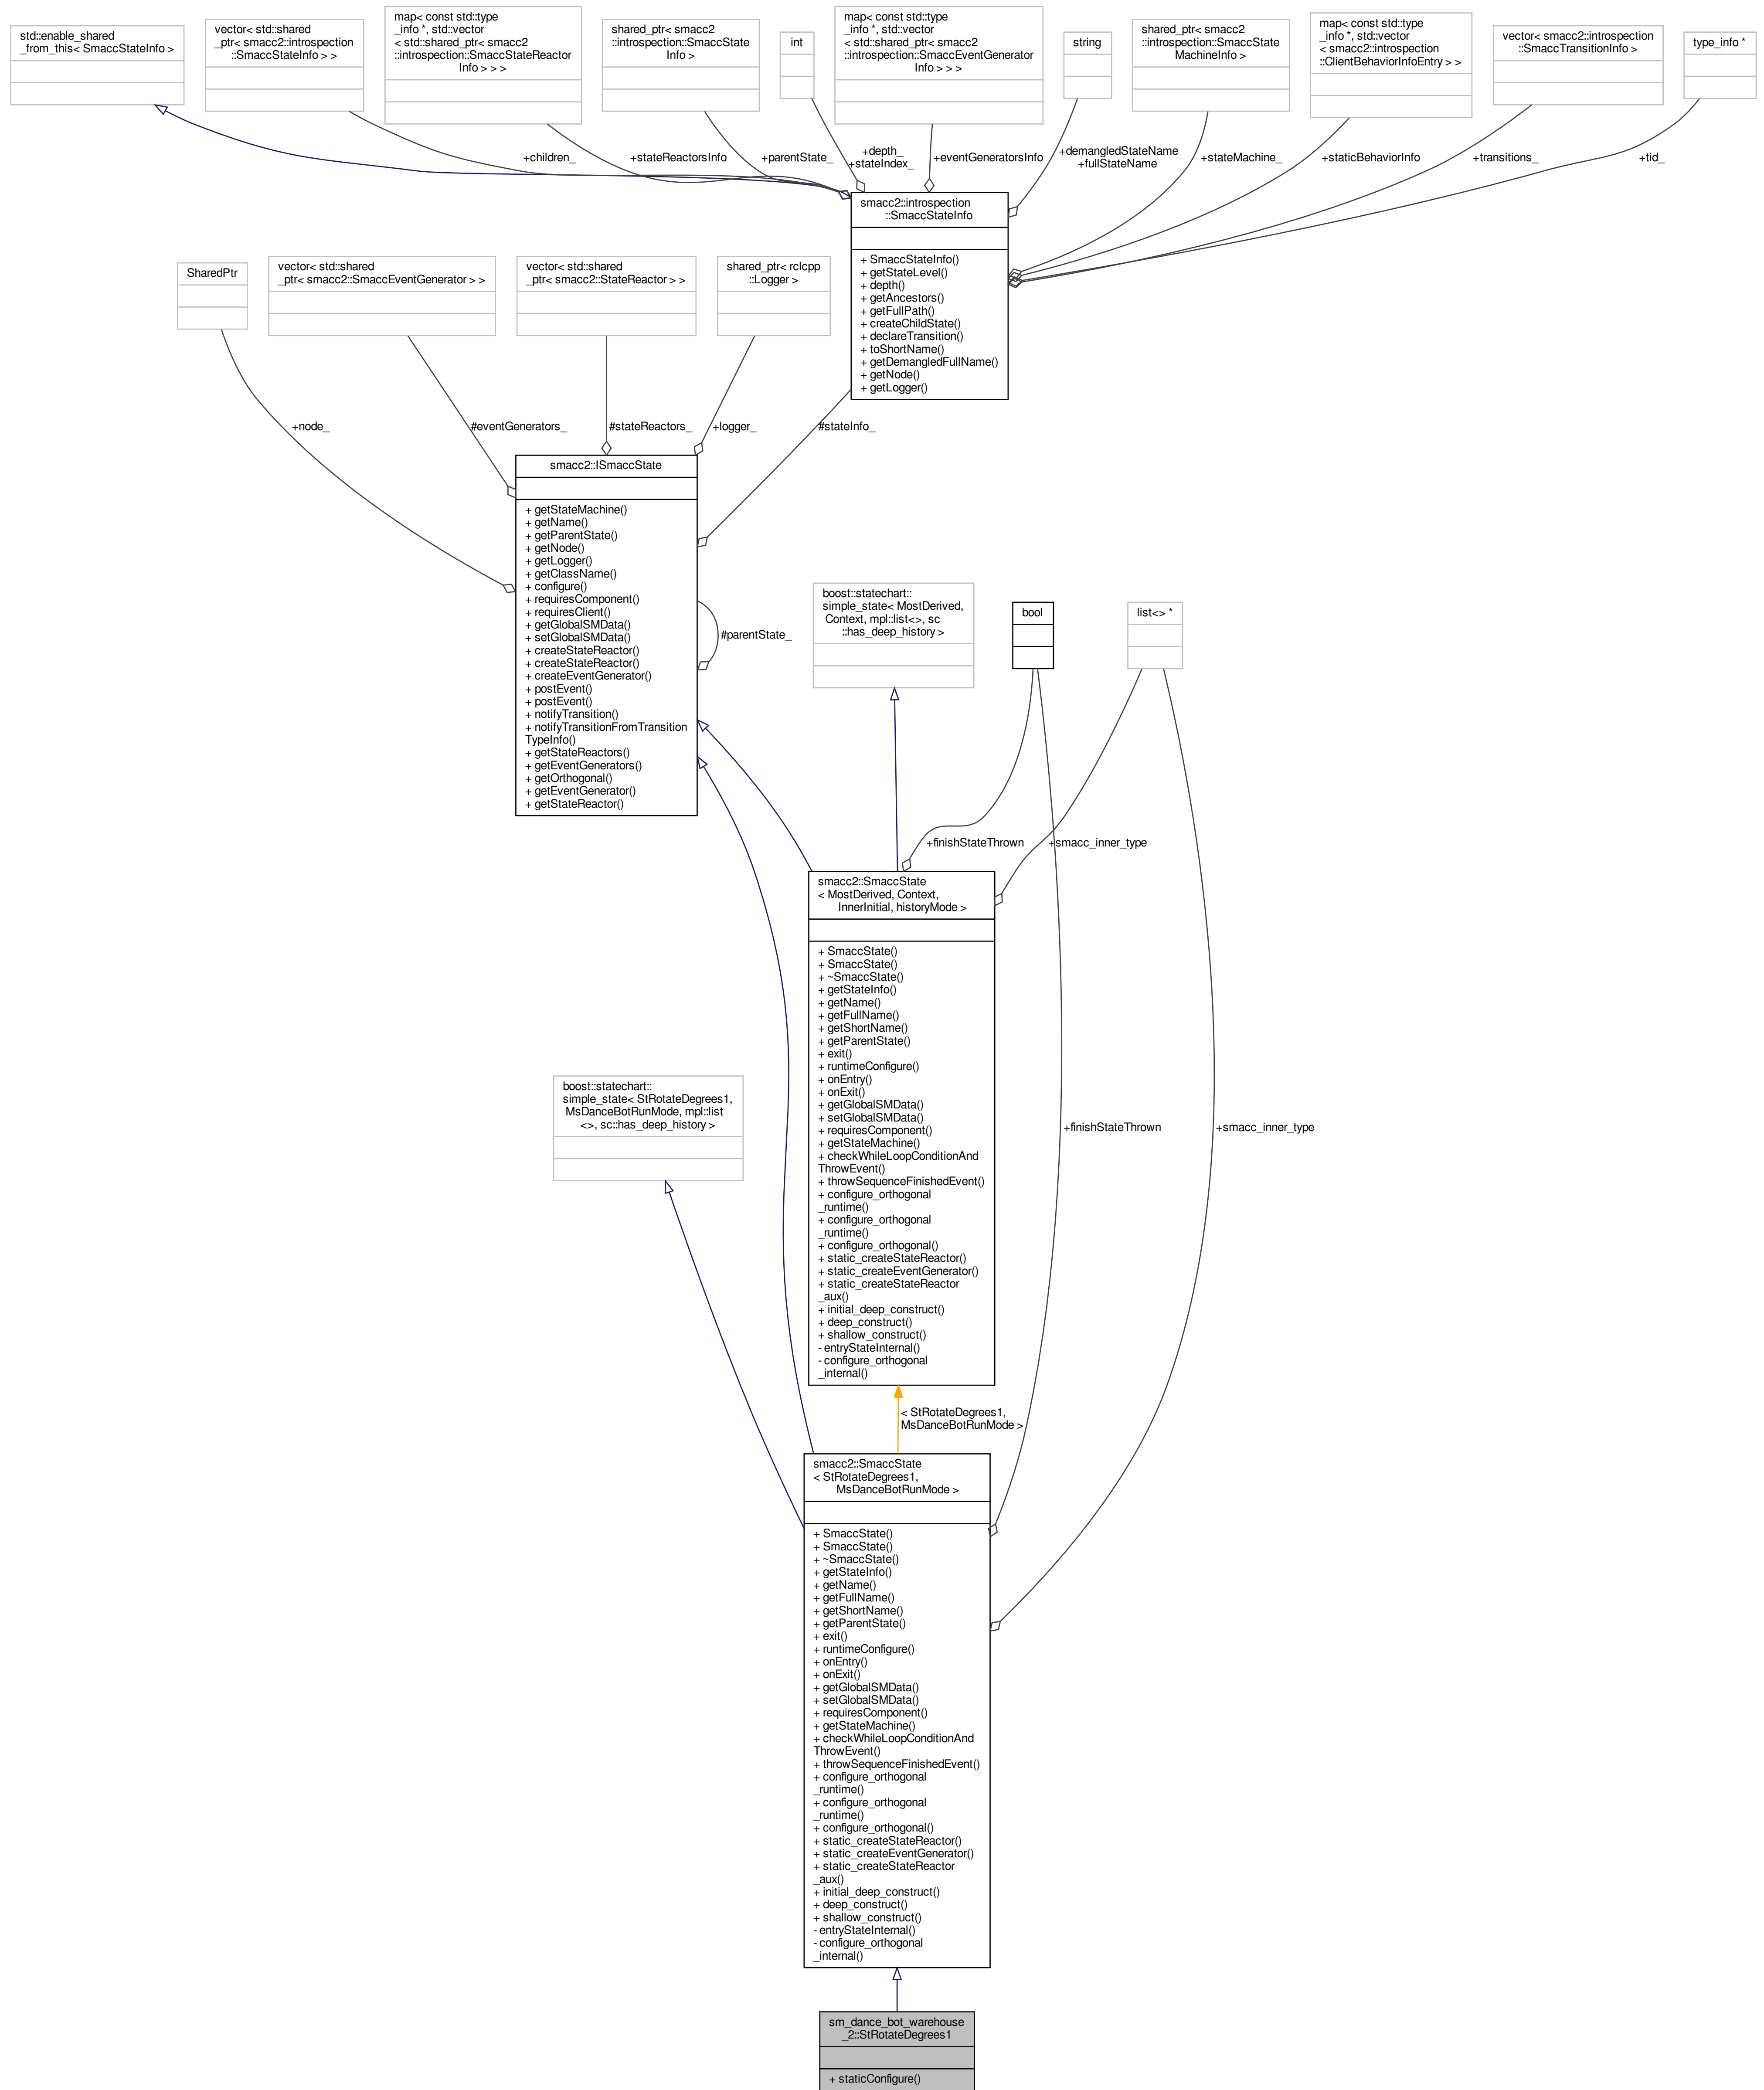 std::enable_shared
_from_this< SmaccStateInfo >
vector< std::shared
_ptr< smacc2::introspection
::SmaccStateInfo > >
map< const std::type
_info *, std::vector
< std::shared_ptr< smacc2
::introspection::SmaccStateReactor
Info > > >
shared_ptr< smacc2
::introspection::SmaccState
Info >
int
map< const std::type
_info *, std::vector
< std::shared_ptr< smacc2
::introspection::SmaccEventGenerator
Info > > >
string
shared_ptr< smacc2
::introspection::SmaccState
MachineInfo >
map< const std::type
_info *, std::vector
< smacc2::introspection
::ClientBehaviorInfoEntry > >
vector< smacc2::introspection
::SmaccTransitionInfo >
type_info *
+children_
+stateReactorsInfo
+parentState_
+depth_
+stateIndex_
+eventGeneratorsInfo
+demangledStateName
+fullStateName
+stateMachine_
+staticBehaviorInfo
+transitions_
+tid_
smacc2::introspection
::SmaccStateInfo
+ SmaccStateInfo()
+ getStateLevel()
+ depth()
+ getAncestors()
+ getFullPath()
+ createChildState()
+ declareTransition()
+ toShortName()
+ getDemangledFullName()
+ getNode()
+ getLogger()
SharedPtr
vector< std::shared
_ptr< smacc2::SmaccEventGenerator > >
vector< std::shared
_ptr< smacc2::StateReactor > >
shared_ptr< rclcpp
::Logger >
+node_
#eventGenerators_
#stateReactors_
+logger_
#stateInfo_
smacc2::ISmaccState
+ getStateMachine()
+ getName()
+ getParentState()
+ getNode()
+ getLogger()
+ getClassName()
+ configure()
+ requiresComponent()
+ requiresClient()
+ getGlobalSMData()
+ setGlobalSMData()
+ createStateReactor()
+ createStateReactor()
+ createEventGenerator()
+ postEvent()
+ postEvent()
+ notifyTransition()
+ notifyTransitionFromTransition
TypeInfo()
+ getStateReactors()
+ getEventGenerators()
+ getOrthogonal()
+ getEventGenerator()
+ getStateReactor()
#parentState_
boost::statechart::
simple_state< MostDerived,
Context, mpl::list<>, sc
::has_deep_history >
bool
list<> *
+finishStateThrown
+smacc_inner_type
smacc2::SmaccState
< MostDerived, Context,
InnerInitial, historyMode >
+ SmaccState()
+ SmaccState()
+ ~SmaccState()
+ getStateInfo()
+ getName()
+ getFullName()
+ getShortName()
+ getParentState()
+ exit()
+ runtimeConfigure()
+ onEntry()
+ onExit()
+ getGlobalSMData()
+ setGlobalSMData()
+ requiresComponent()
+ getStateMachine()
+ checkWhileLoopConditionAnd
ThrowEvent()
+ throwSequenceFinishedEvent()
+ configure_orthogonal
_runtime()
+ configure_orthogonal
_runtime()
+ configure_orthogonal()
+ static_createStateReactor()
+ static_createEventGenerator()
+ static_createStateReactor
_aux()
+ initial_deep_construct()
+ deep_construct()
+ shallow_construct()
- entryStateInternal()
- configure_orthogonal
_internal()
boost::statechart::
simple_state< StRotateDegrees1,
MsDanceBotRunMode, mpl::list
<>, sc::has_deep_history >
+finishStateThrown
+smacc_inner_type
< StRotateDegrees1,
MsDanceBotRunMode >
smacc2::SmaccState
< StRotateDegrees1,
MsDanceBotRunMode >
+ SmaccState()
+ SmaccState()
+ ~SmaccState()
+ getStateInfo()
+ getName()
+ getFullName()
+ getShortName()
+ getParentState()
+ exit()
+ runtimeConfigure()
+ onEntry()
+ onExit()
+ getGlobalSMData()
+ setGlobalSMData()
+ requiresComponent()
+ getStateMachine()
+ checkWhileLoopConditionAnd
ThrowEvent()
+ throwSequenceFinishedEvent()
+ configure_orthogonal
_runtime()
+ configure_orthogonal
_runtime()
+ configure_orthogonal()
+ static_createStateReactor()
+ static_createEventGenerator()
+ static_createStateReactor
_aux()
+ initial_deep_construct()
+ deep_construct()
+ shallow_construct()
- entryStateInternal()
- configure_orthogonal
_internal()
sm_dance_bot_warehouse
_2::StRotateDegrees1
+ staticConfigure()